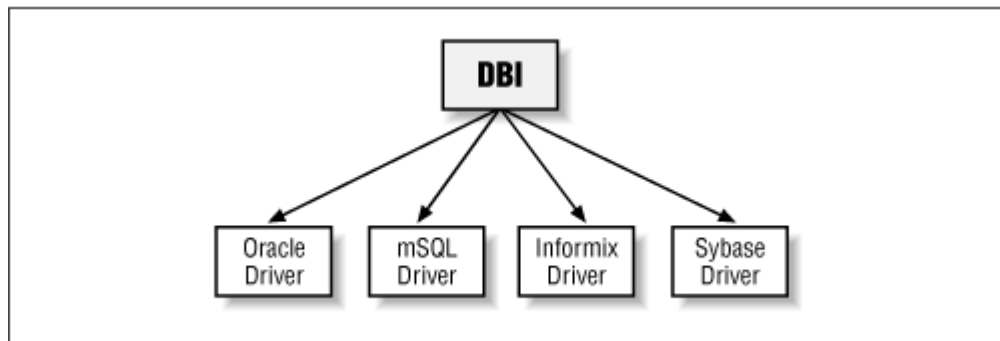 DBI
Oracle
Driver
mSQL
Driver
Informix
Driver
Sybase
Driver